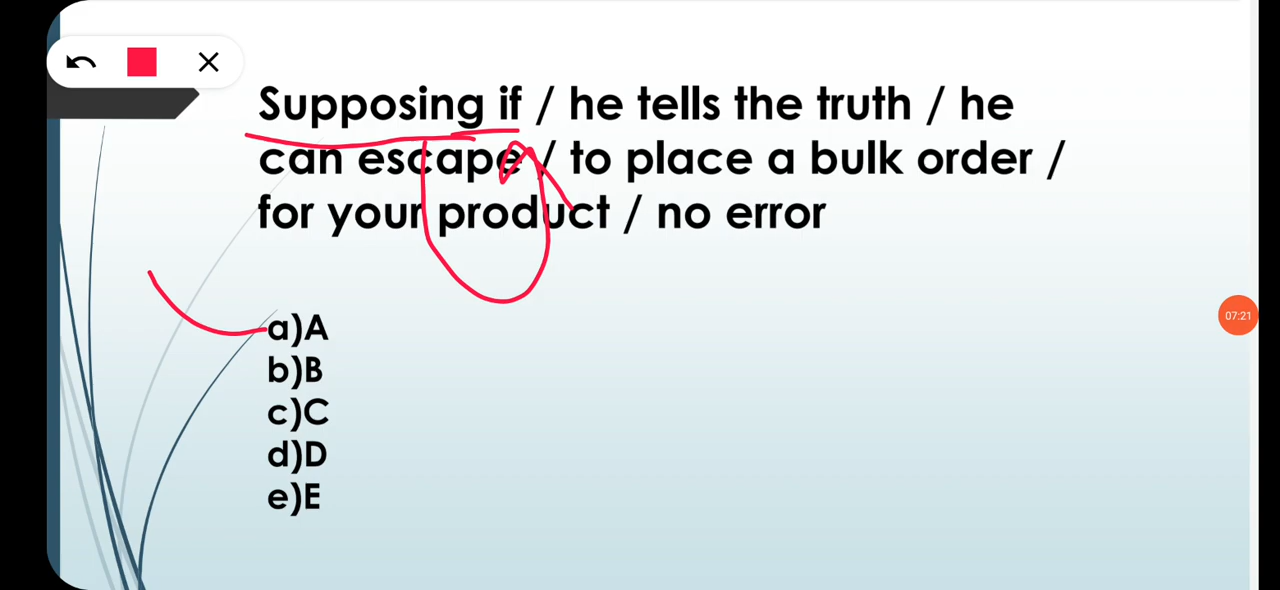 Supposing if / he tells the truth / he
can escape / to place a bulk order /
for your product / no error
a)A
b)B
c)C
d)D
e)E
07:21